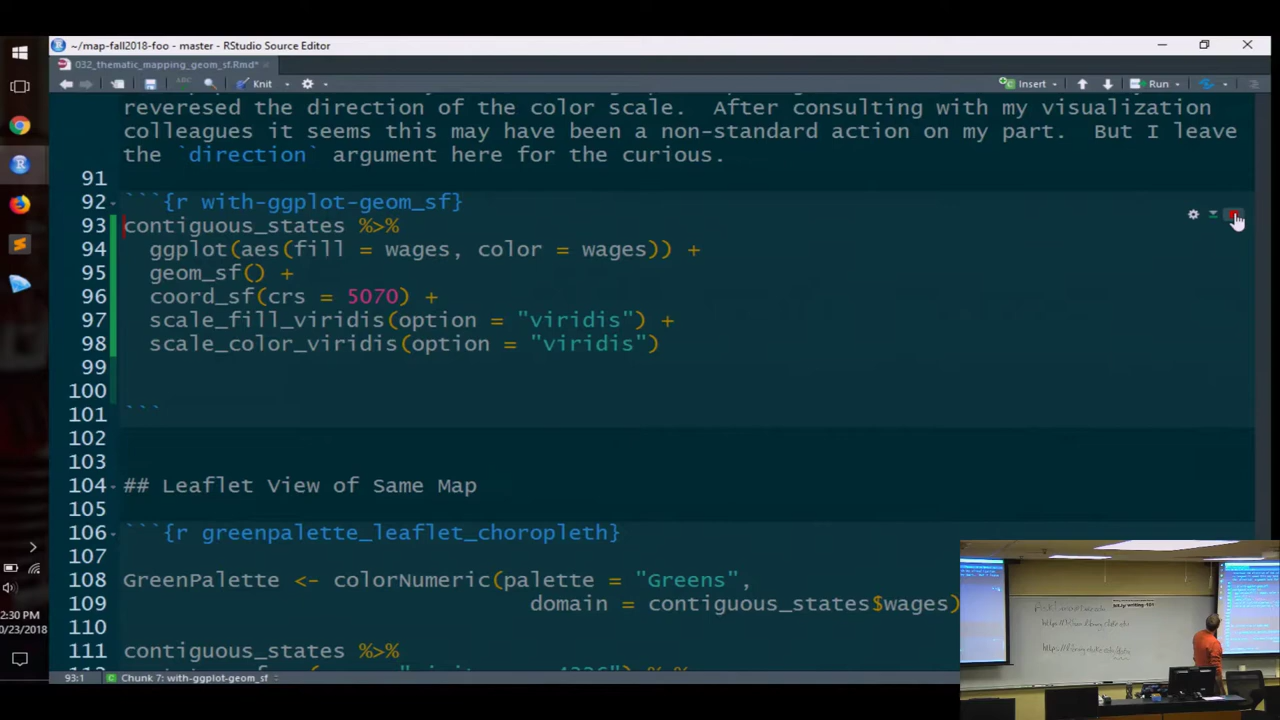 ~/map-fall2018-foo - master - RStudio Source Editor
032_thematic_mapping_geom_sf.Rmd*
ABC
Knit
Insert
Run
reveresed the direction of the color scale. After consulting with my visualization
colleagues it seems this may have been a non-standard action on my part. But I leave
the `direction` argument here for the curious.
91
92 ```{r with-ggplot-geom_sf}
93 contiguous_states %>%
94 ggplot(aes(fill = wages, color = wages)) +
95 geom_sf() +
96 coord_sf(crs = 5070) +
97 scale_fill_viridis(option = "viridis") +
98 scale_color_viridis(option = "viridis")
99
100
101 ```
102
103
104 ## Leaflet View of Same Map
105
106 ```{r greenpalette_leaflet_choropleth}
107
108 GreenPalette <- colorNumeric(palette = "Greens",
109 domain = contiguous_states$wages)
110
111 contiguous_states %>%
93:1 Chunk 7: with-ggplot-geom_sf
2:30 PM
0/23/2018